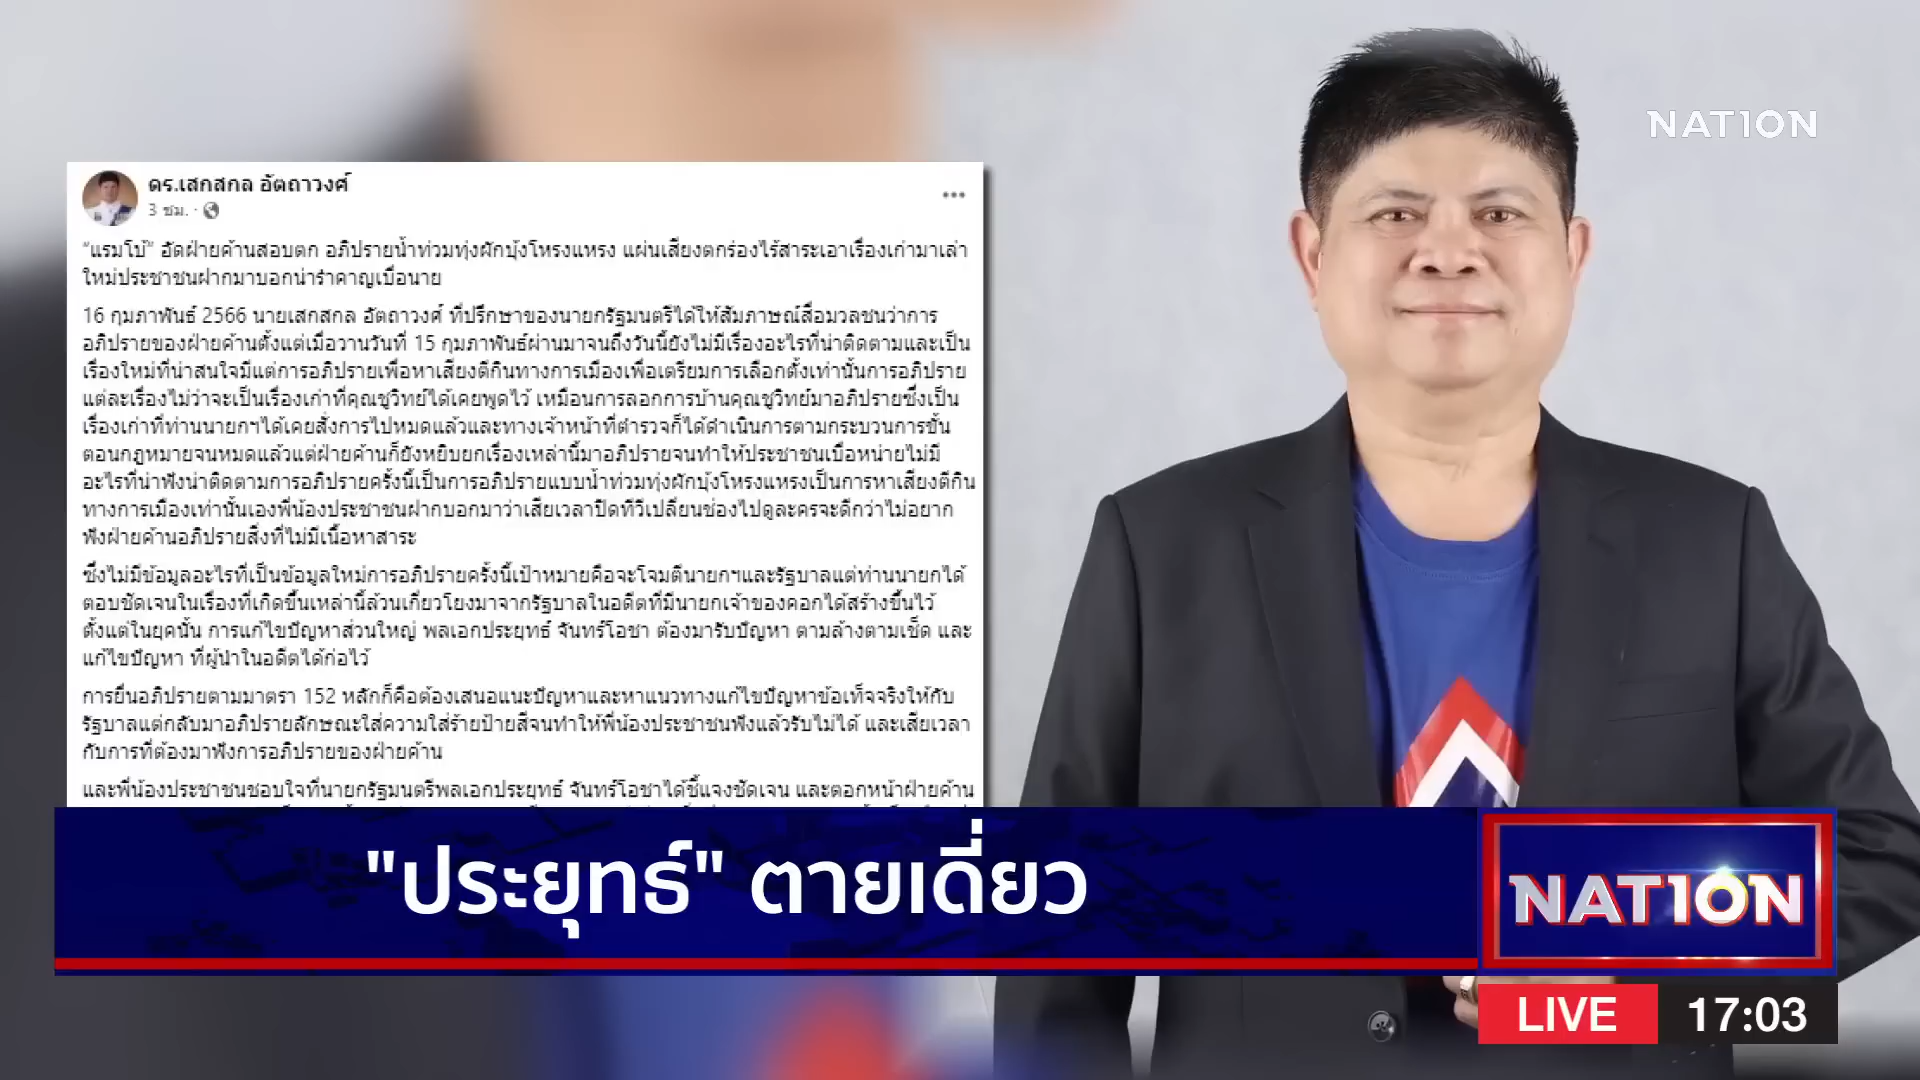 NATION
ดร.เสกสกล อัตถาวงศ์
3 ชม. ·
“แรมโบ้” อัดฝ่ายค้านสอบตก อภิปรายน้ำท่วมทุ่งผักบุ้งโหรงแหรง แผ่นเสียงตกร่องไร้สาระเอาเรื่องเก่ามาเล่า
ใหม่ประชาชนฝากมาบอกน่ารำคาญเบื่อนาย
16 กุมภาพันธ์ 2566 นายเสกสกล อัตถาวงศ์ ที่ปรึกษาของนายกรัฐมนตรีได้ให้สัมภาษณ์สื่อมวลชนว่าการ
อภิปรายของฝ่ายค้านตั้งแต่เมื่อวานวันที่ 15 กุมภาพันธ์ผ่านมาจนถึงวันนี้ยังไม่มีเรื่องอะไรที่น่าติดตามและเป็น
เรื่องใหม่ที่น่าสนใจมีแต่การอภิปรายเพื่อหาเสียงตีกินทางการเมืองเพื่อเตรียมการเลือกตั้งเท่านั้นการอภิปราย
แต่ละเรื่องไม่ว่าจะเป็นเรื่องเก่าที่คุณชูวิทย์ได้เคยพูดไว้ เหมือนการลอกการบ้านคุณชูวิทย์มาอภิปรายซึ่งเป็น
เรื่องเก่าที่ท่านนายกฯได้เคยสั่งการไปหมดแล้วและทางเจ้าหน้าที่ตำรวจก็ได้ดำเนินการตามกระบวนการขั้น
ตอนกฎหมายจนหมดแล้วแต่ฝ่ายค้านก็ยังหยิบยกเรื่องเหล่านี้มาอภิปรายจนทำให้ประชาชนเบื่อหน่ายไม่มี
อะไรที่น่าฟังน่าติดตามการอภิปรายครั้งนี้เป็นการอภิปรายแบบน้ำท่วมทุ่งผักบุ้งโหรงแหรงเป็นการหาเสียงตีกิน
ทางการเมืองเท่านั้นเองพี่น้องประชาชนฝากบอกมาว่าเสียเวลาปิดทีวีเปลี่ยนช่องไปดูละครจะดีกว่าไม่อยาก
ฟังฝ่ายค้านอภิปรายสิ่งที่ไม่มีเนื้อหาสาระ
ซึ่งไม่มีข้อมูลอะไรที่เป็นข้อมูลใหม่การอภิปรายครั้งนี้เป้าหมายคือจะโจมตีนายกฯและรัฐบาลแต่ท่านนายกได้
ตอบชัดเจนในเรื่องที่เกิดขึ้นเหล่านี้ล้วนเกี่ยวโยงมาจากรัฐบาลในอดีตที่มีนายกเจ้าของคอกได้สร้างขึ้นไว้
ตั้งแต่ในยุคนั้น การแก้ไขปัญหาส่วนใหญ่ พลเอกประยุทธ์ จันทร์โอชา ต้องมารับปัญหา ตามล้างตามเช็ด และ
แก้ไขปัญหา ที่ผู้นำในอดีตได้ก่อไว้
การยื่นอภิปรายตามมาตรา 152 หลักก็คือต้องเสนอแนะปัญหาและหาแนวทางแก้ไขปัญหาข้อเท็จจริงให้กับ
รัฐบาลแต่กลับมาอภิปรายลักษณะใส่ความใส่ร้ายป้ายสีจนทำให้พี่น้องประชาชนฟังแล้วรับไม่ได้ และเสียเวลา
กับการที่ต้องมาฟังการอภิปรายของฝ่ายค้าน
และพี่น้องประชาชนชอบใจที่นายกรัฐมนตรีพลเอกประยุทธ์ จันทร์โอชาได้ชี้แจงชัดเจน และตอกหน้าฝ่ายค้าน
"ประยุทธ์" ตายเดี่ยว
NATION
LIVE 17:03